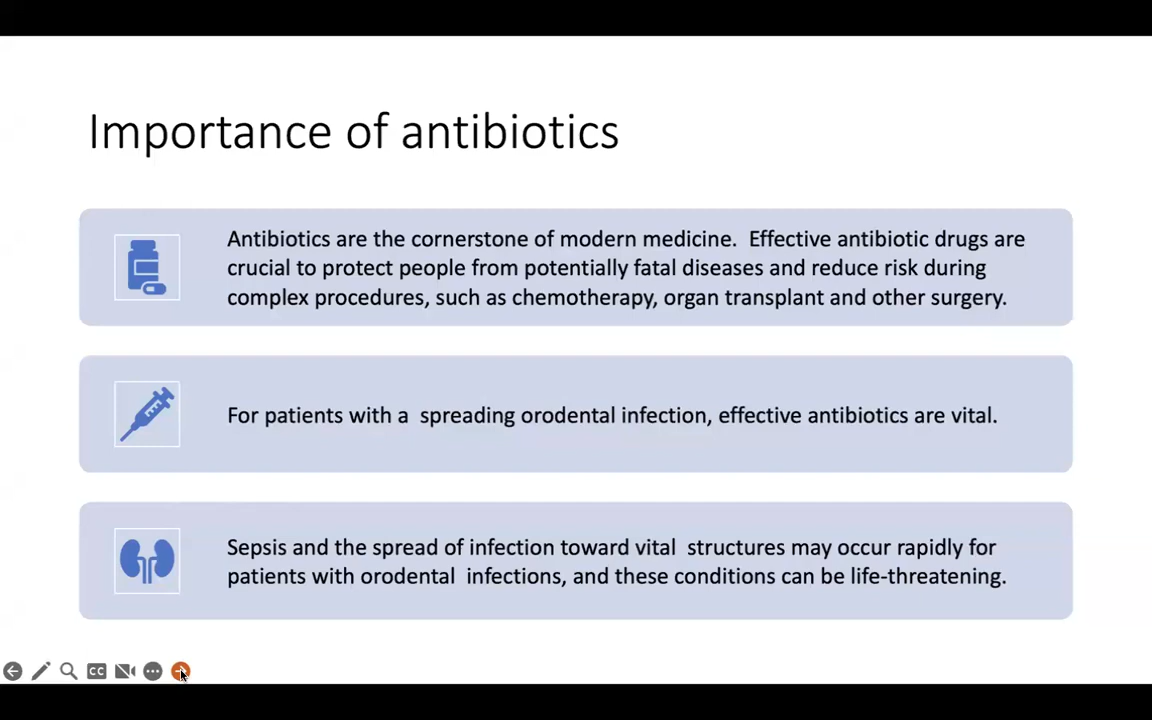 Importance of antibiotics
Antibiotics are the cornerstone of modern medicine.  Effective antibiotic drugs are
crucial to protect people from potentially fatal diseases and reduce risk during
complex procedures, such as chemotherapy, organ transplant and other surgery.
For patients with a  spreading orodental infection, effective antibiotics are vital.
Sepsis and the spread of infection toward vital  structures may occur rapidly for
patients with orodental  infections, and these conditions can be life-threatening.
CC